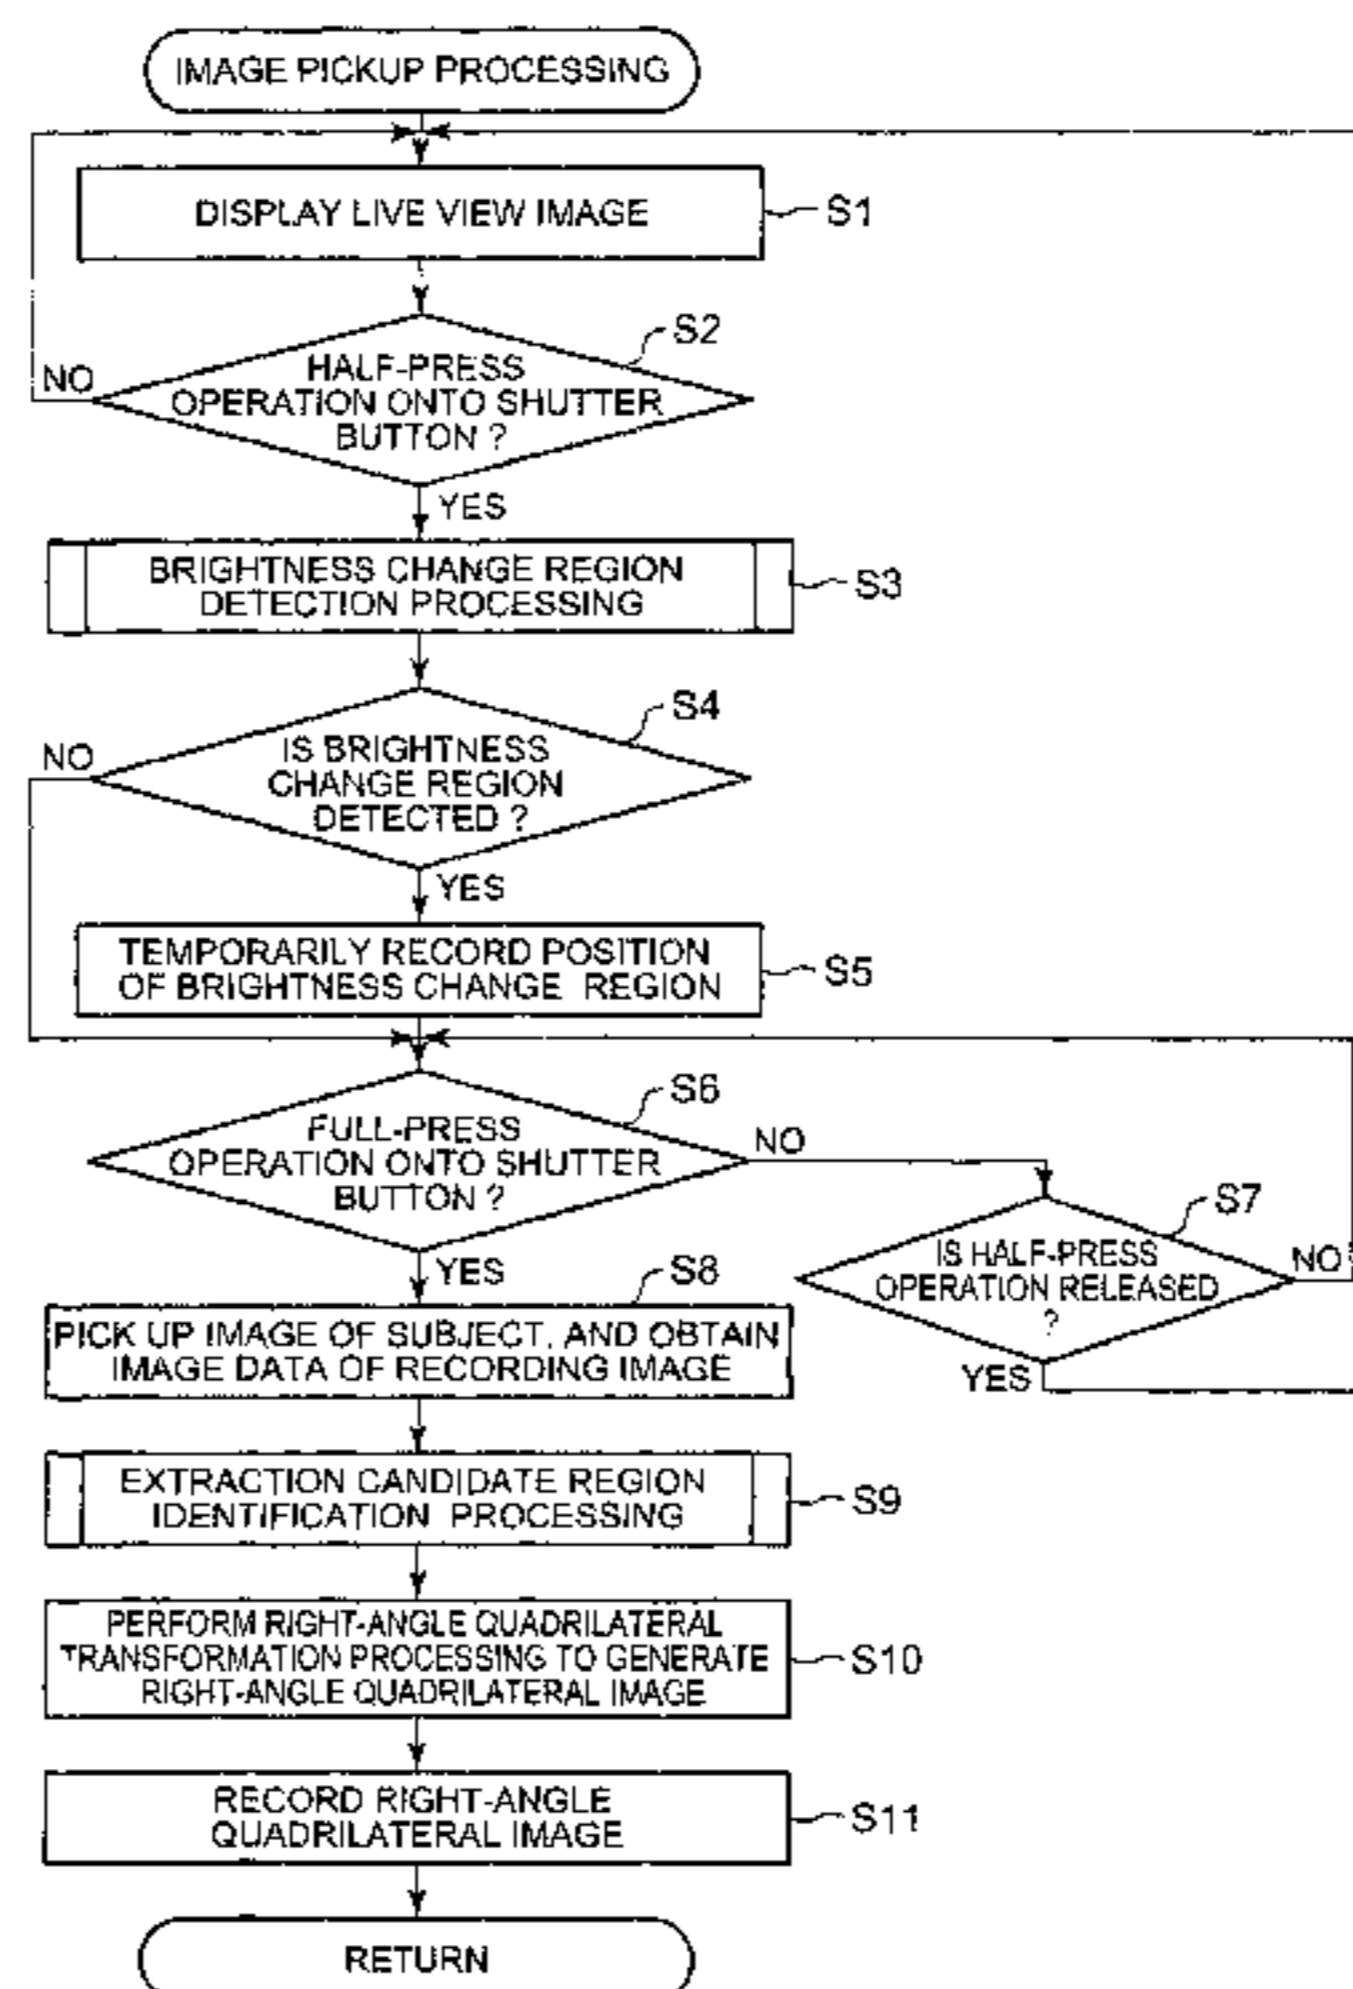 IMAGE PICKUP PROCESSING
DISPLAY LIVE VIEW IMAGE
S1
S2
HALF-PRESS
OPERATION ONTO SHUTTER
BUTTON ?
NO
YES
BRIGHTNESS CHANGE REGION
DETECTION PROCESSING
S3
S4
IS BRIGHTNESS
CHANGE REGION
DETECTED ?
NO
YES
TEMPORARILY RECORD POSITION
OF BRIGHTNESS CHANGE REGION
S5
S6
FULL-PRESS
OPERATION ONTO SHUTTER
BUTTON ?
NO
YES
S7
IS HALF-PRESS
OPERATION RELEASED
?
NO
YES
S8
PICK UP IMAGE OF SUBJECT, AND OBTAIN
IMAGE DATA OF RECORDING IMAGE
EXTRACTION CANDIDATE REGION
IDENTIFICATION PROCESSING
S9
PERFORM RIGHT-ANGLE QUADRILATERAL
TRANSFORMATION PROCESSING TO GENERATE
RIGHT-ANGLE QUADRILATERAL IMAGE
S10
RECORD RIGHT-ANGLE
QUADRILATERAL IMAGE
S11
RETURN